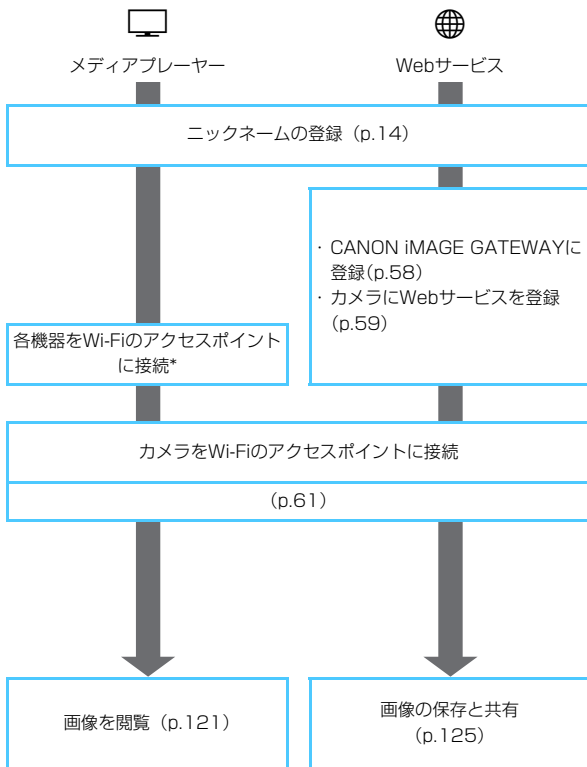 メディアプレーヤー
Webサービス
ニックネームの登録（p.14）
・CANON iMAGE GATEWAYに
登録（p.58）
・カメラにWebサービスを登録
（p.59）
各機器をWi-Fiのアクセスポイント
に接続*
カメラをWi-Fiのアクセスポイントに接続
（p.61）
画像を閲覧（p.121）
画像の保存と共有
（p.125）